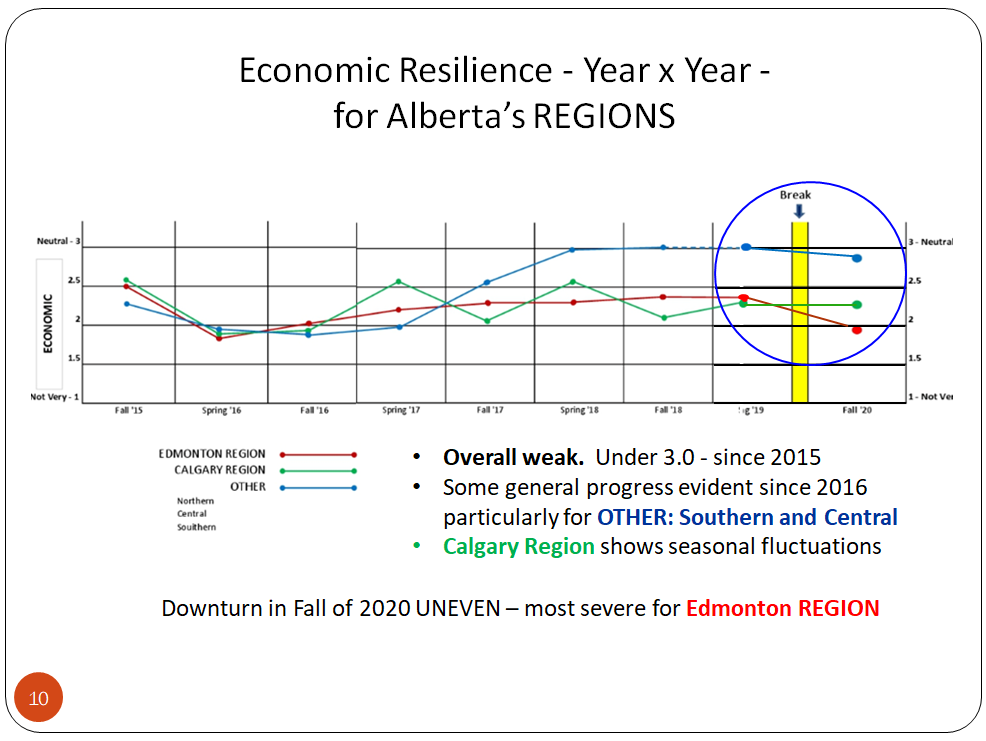 Economic Resilience - Year x Year -
for Alberta's REGIONS
Break
Neutral - 3
3 - Neutral
2.5
2.5
ECONOMIC
2
2
1.5
1.5
Not Very - 1
1 - Not Ver
Fall '15
Spring '16
Fall '16
Spring '17
Fall '17
Spring '18
Fall '18
g '19
Fall '20
EDMONTON REGION
CALGARY REGION
OTHER
Northern
Central
Southern
• Overall weak. Under 3.0 - since 2015
• Some general progress evident since 2016
particularly for OTHER: Southern and Central
• Calgary Region shows seasonal fluctuations
Downturn in Fall of 2020 UNEVEN – most severe for Edmonton REGION
10